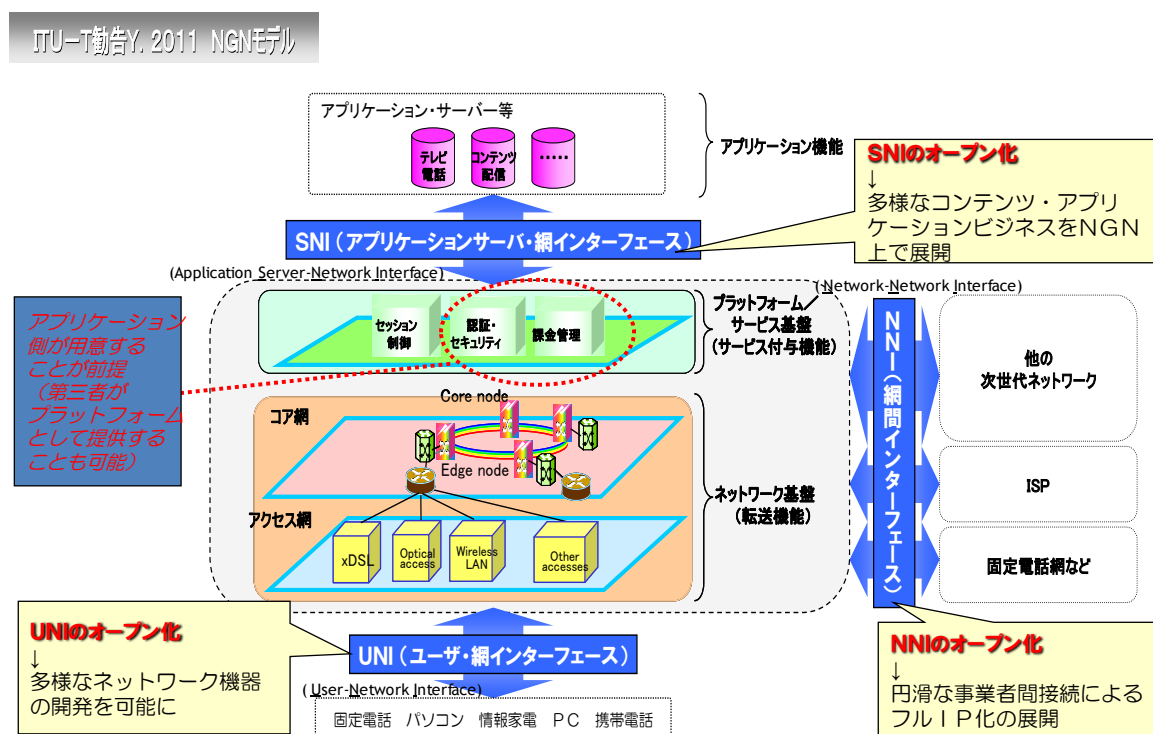 ITU－T勧告Y. 2011 NGNモデル
アプリケーション・サーバー等
テレビ
電話
コンテンツ
配信
・・・・・
アプリケーション機能
SNIのオープン化
↓
多様なコンテンツ・アプリ
ケーションビジネスをＮＧＮ
上で展開
SNI（アプリケーションサーバ・網インターフェース）
(Application Server-Network Interface)
(Network-Network Interface)
アプリケーション
側が用意する
ことが前提
（第三者が
プラットフォーム
として提供する
ことも可能）
セッション
制御
認証・
セキュリティ
課金管理
プラットフォーム／
サービス基盤
（サービス付与機能）
コア網
Core node
Edge node
アクセス網
xDSL
Optical
access
Wireless
LAN
Other
accesses
ネットワーク基盤
（転送機能）
NNI（網間インターフェース）
他の
次世代ネットワーク
ISP
固定電話網など
UNIのオープン化
↓
多様なネットワーク機器
の開発を可能に
UNI（ユーザ・網インターフェース）
(User-Network Interface)
固定電話　パソコン　情報家電　ＰＣ　携帯電話
NNIのオープン化
↓
円滑な事業者間接続による
フルＩＰ化の展開